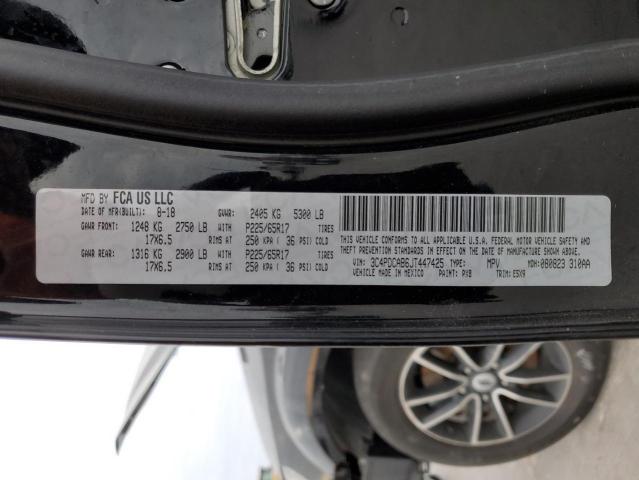 MFD BY FCA US LLC
DATE OF MFR(BUILT): 8-18 GVWR: 2405 KG 5300 LB
GAWR FRONT: 1248 KG 2750 LB WITH P225/65R17 TIRES
17X6.5 RIMS AT 250 KPA ( 36 PSI) COLD
GAWR REAR: 1316 KG 2900 LB WITH P225/65R17 TIRES
17X6.5 RIMS AT 250 KPA ( 36 PSI) COLD
THIS VEHICLE CONFORMS TO ALL APPLICABLE U.S.A. FEDERAL MOTOR VEHICLE SAFETY AND
THEFT PREVENTION STANDARDS IN EFFECT ON THE DATE OF MANUFACTURE SHOWN ABOVE.
VIN: 3C4PDCAB6JT447425 TYPE: MPV MDH: 080823 310AA
VEHICLE MADE IN MEXICO PAINT: PXB TRIM: E5X9